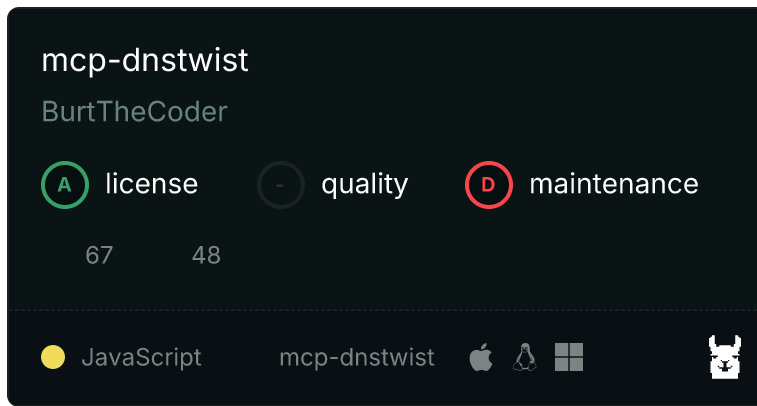 mcp-dnstwist
BurtTheCoder
A license - quality D maintenance
67 48
JavaScript mcp-dnstwist